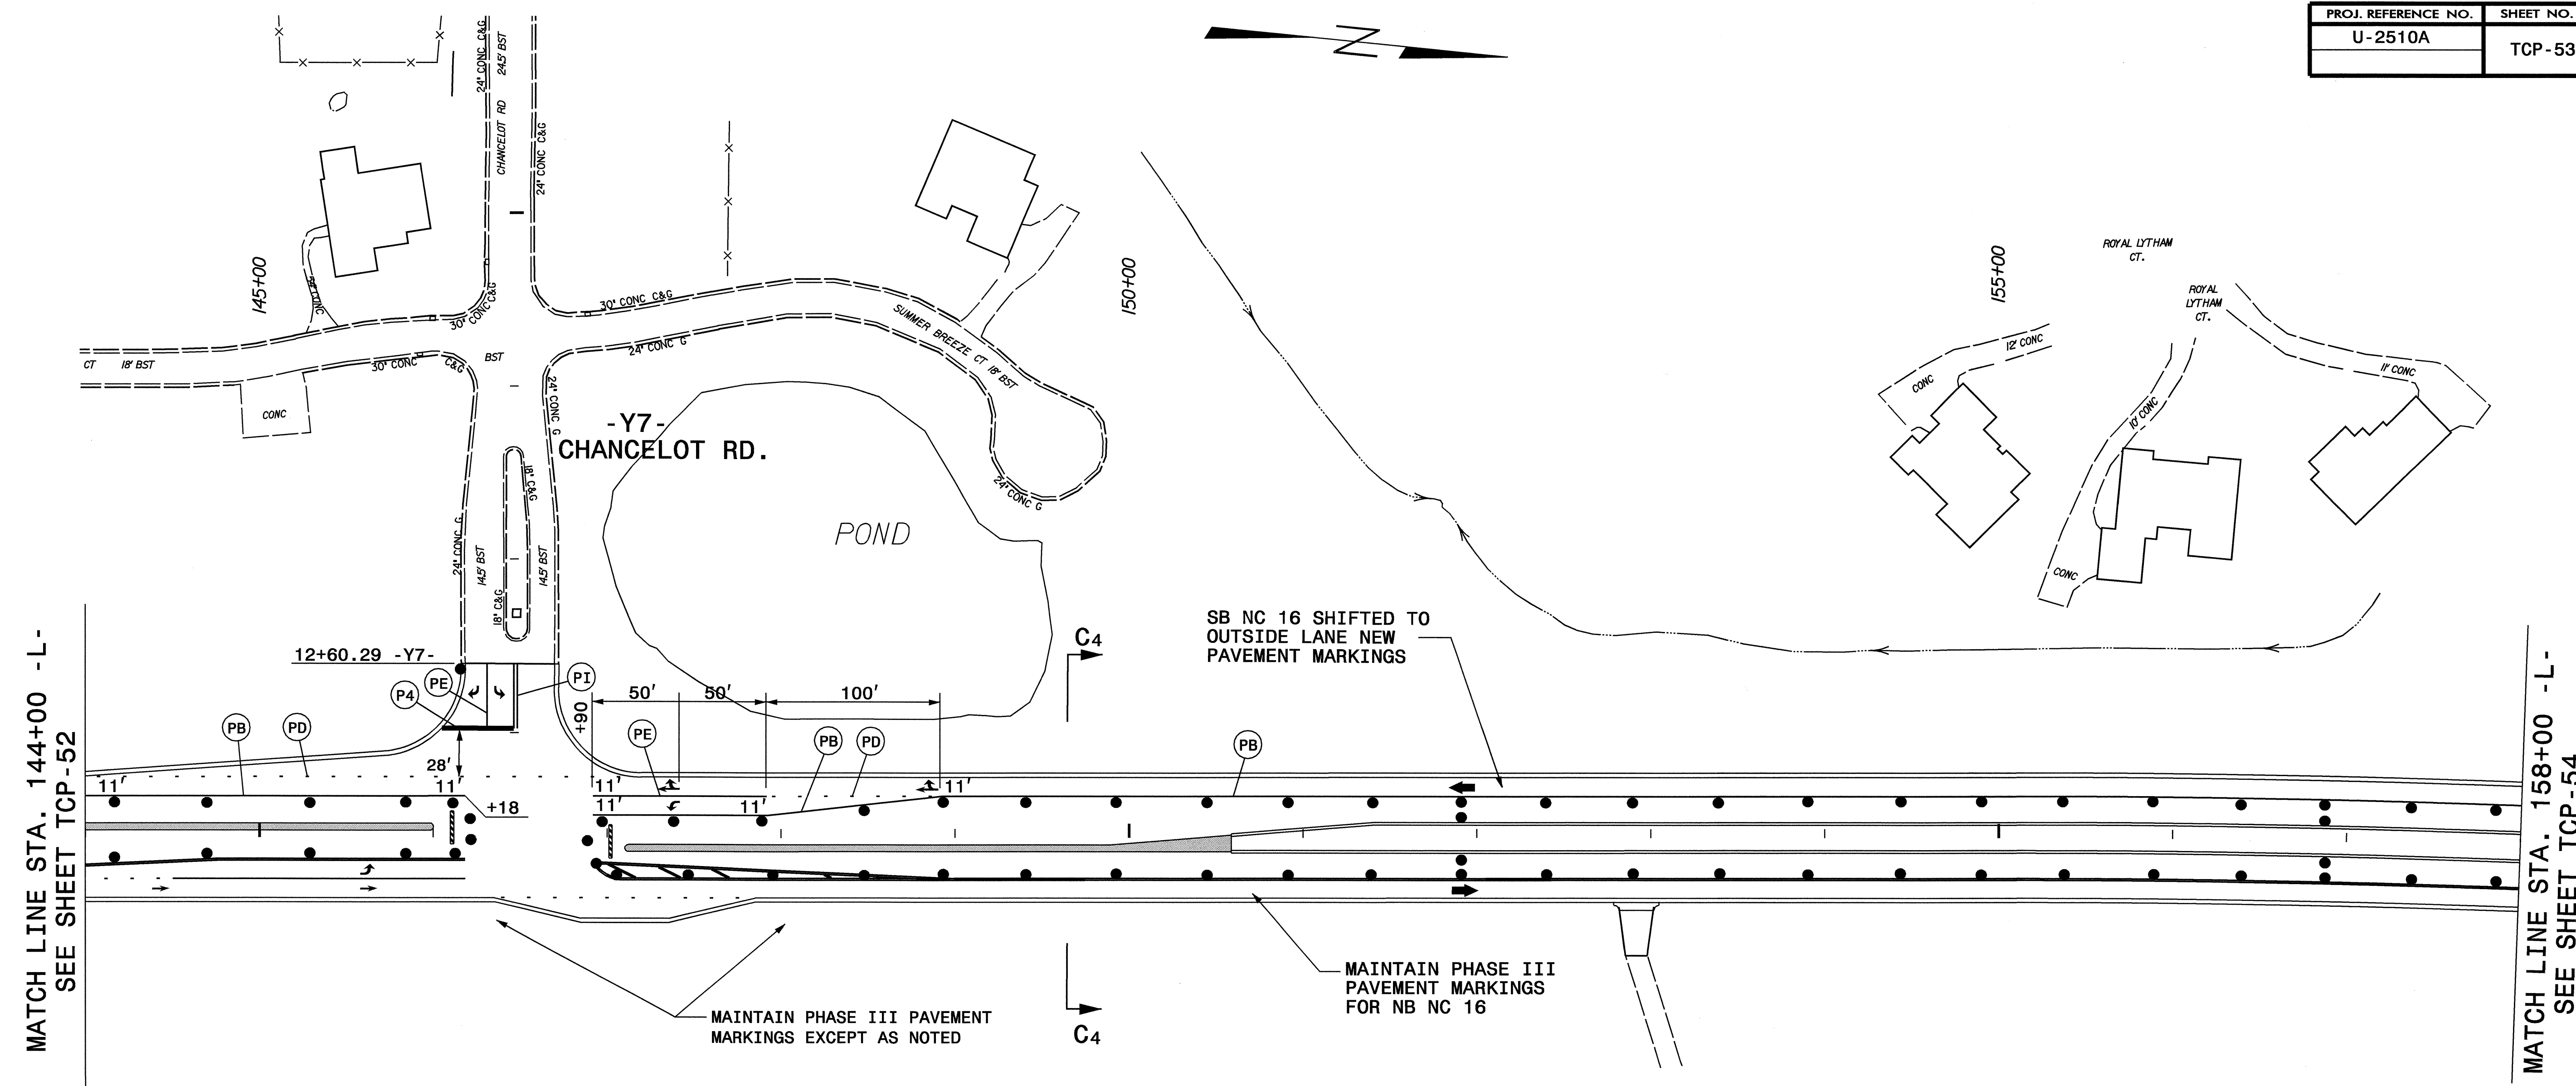 PROJ. REFERENCE NO.
SHEET NO.
U-2510A
TCP-53
24" CONC C&G
24.5' BST
CHANCELOT RD
24" CONC C&G
145+00
150+00
155+00
ROYAL LYTHAM
CT.
ROYAL
LYTHAM
CT.
30" CONC C&G
30" CONC C&G
24" CONC G
SUMMER BREEZE CT 18' BST
CT 18' BST
30" CONC C&G
BST
CONC
24" CONC G
-Y7-
CHANCELOT RD.
18" C&G
24" CONC G
24" CONC G
14.5' BST
14.5' BST
18" C&G
POND
12' CONC
CONC
10' CONC
11' CONC
CONC
12+60.29 -Y7-
PE
P4
PI
PB
PD
28'
+90
50'
50'
100'
PE
PB
PD
C4
SB NC 16 SHIFTED TO
OUTSIDE LANE NEW
PAVEMENT MARKINGS
PB
11'
11'
11'
11'
11'
11'
+18
MATCH LINE STA. 144+00 -L-
SEE SHEET TCP-52
MATCH LINE STA. 158+00 -L-
SEE SHEET TCP-54
MAINTAIN PHASE III PAVEMENT
MARKINGS EXCEPT AS NOTED
C4
MAINTAIN PHASE III
PAVEMENT MARKINGS
FOR NB NC 16